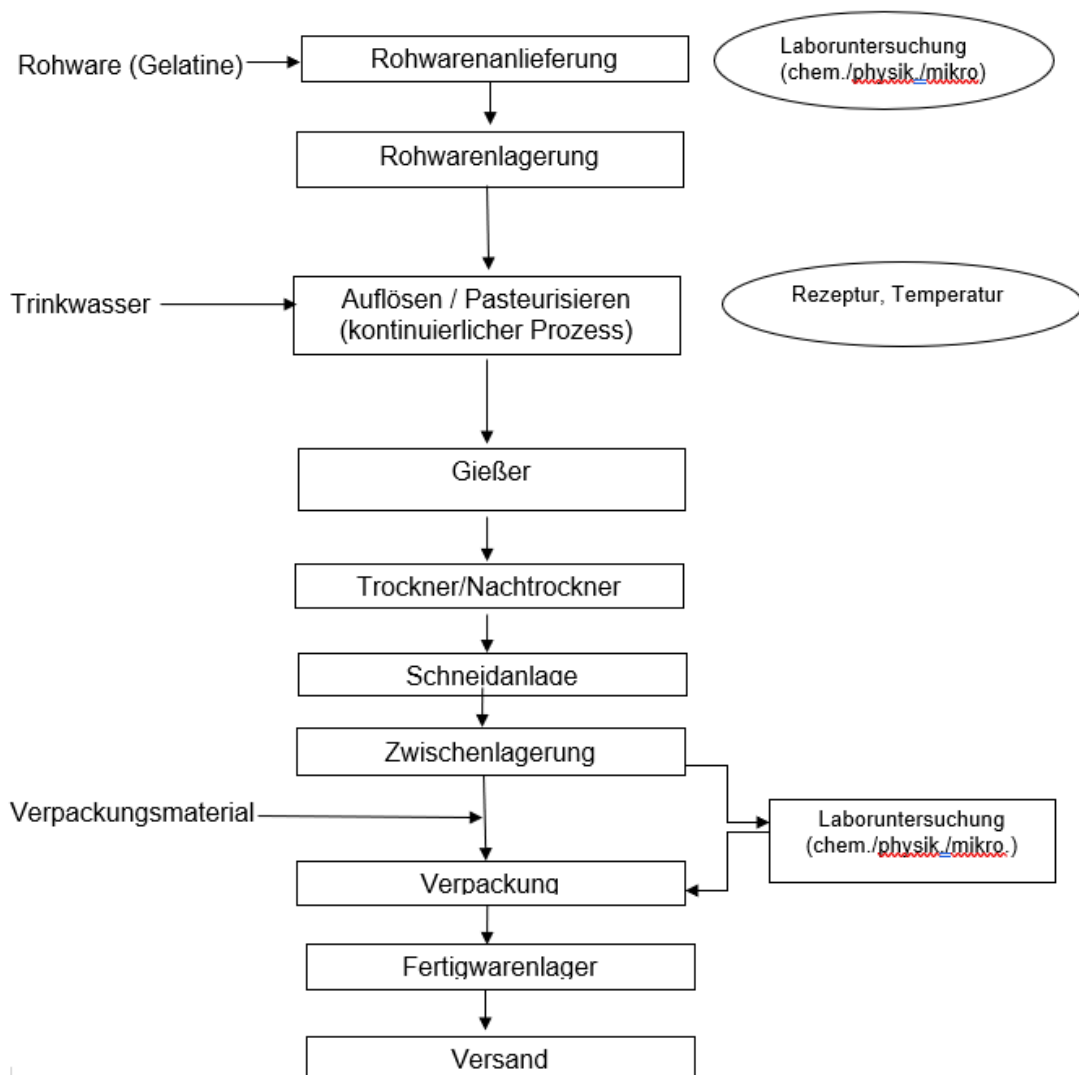 Rohware (Gelatine)
Rohwarenanlieferung
Laboruntersuchung
(chem./physik./mikro)
Rohwarenlagerung
Trinkwasser
Auflösen / Pasteurisieren
(kontinuierlicher Prozess)
Rezeptur, Temperatur
Gießer
Trockner/Nachtrockner
Schneidanlage
Zwischenlagerung
Verpackungsmaterial
Laboruntersuchung
(chem./physik./mikro.)
Verpackung
Fertigwarenlager
Versand